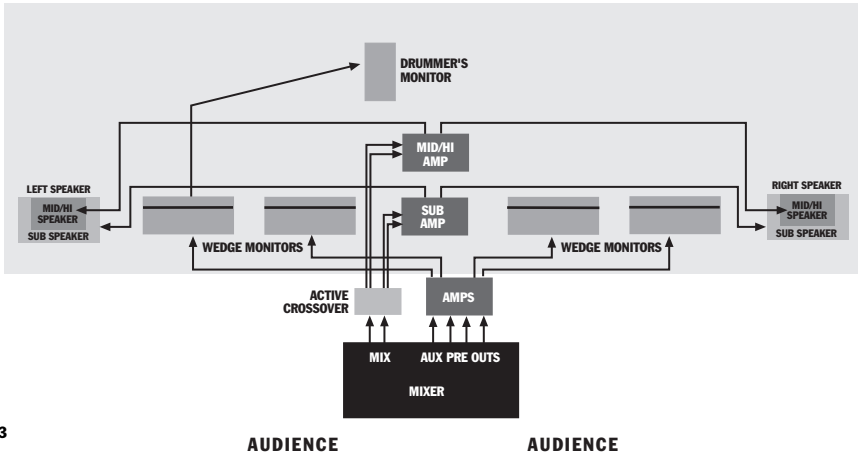 DRUMMER'S
MONITOR
MID/HI
AMP
LEFT SPEAKER
MID/HI
SPEAKER
SUB SPEAKER
SUB
AMP
RIGHT SPEAKER
MID/HI
SPEAKER
SUB SPEAKER
WEDGE MONITORS
WEDGE MONITORS
ACTIVE
CROSSOVER
AMPS
MIX
AUX PRE OUTS
MIXER
3
AUDIENCE
AUDIENCE